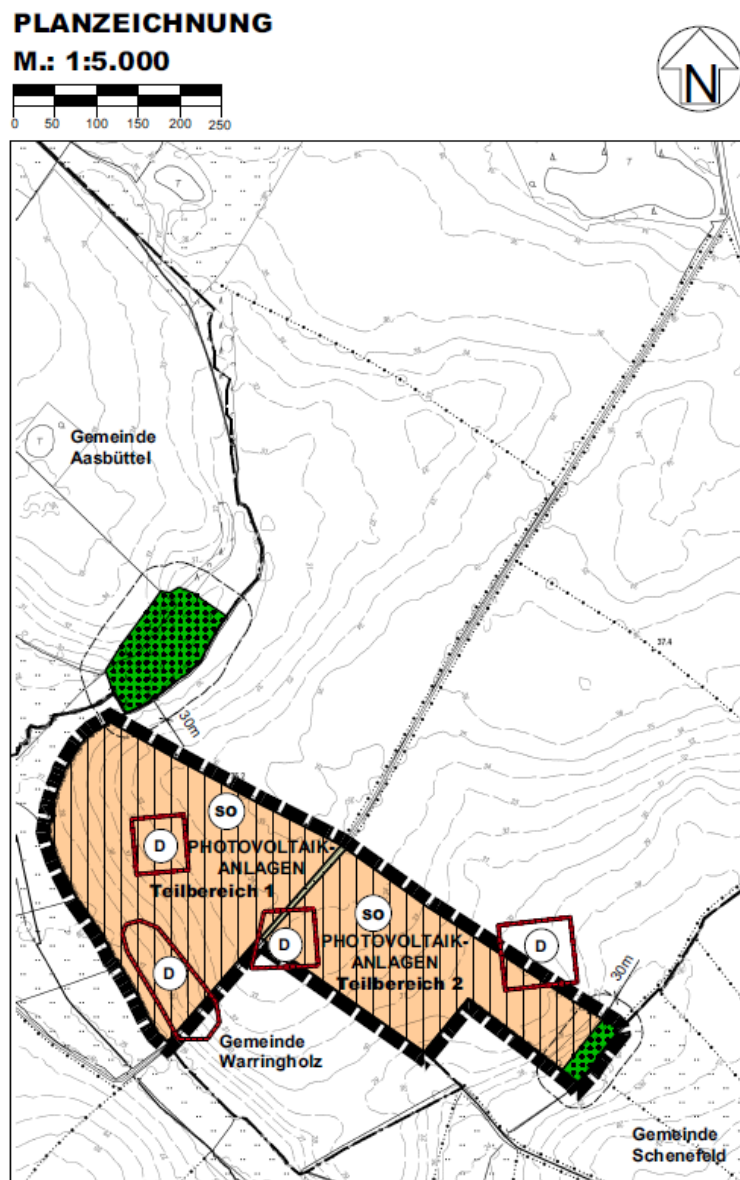 PLANZEICHNUNG
M.: 1:5.000
N
0 50 100 150 200 250
T
T
Gemeinde
Aasbüttel
T
37.4
30m
SO
D
PHOTOVOLTAIK-
ANLAGEN
Teilbereich 1
SO
D
D
PHOTOVOLTAIK-
ANLAGEN
Teilbereich 2
D
30m
Gemeinde
Warringholz
Gemeinde
Schenefeld